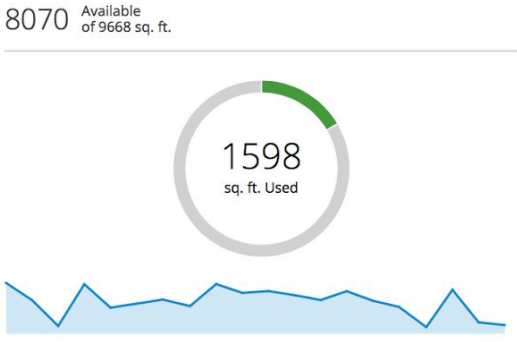 8070 Available
of 9668 sq. ft.
1598
sq. ft. Used